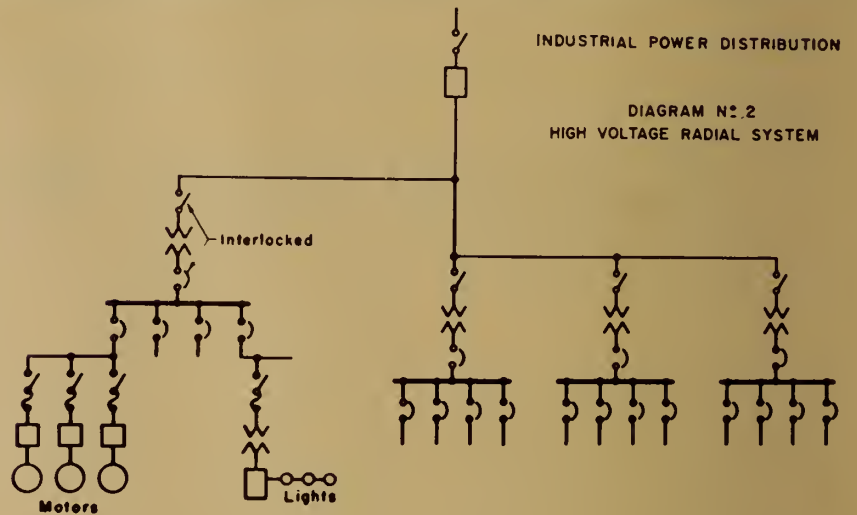 INDUSTRIAL POWER DISTRIBUTION
DIAGRAM Nº. 2
HIGH VOLTAGE RADIAL SYSTEM
Interlocked
Lights
Motors